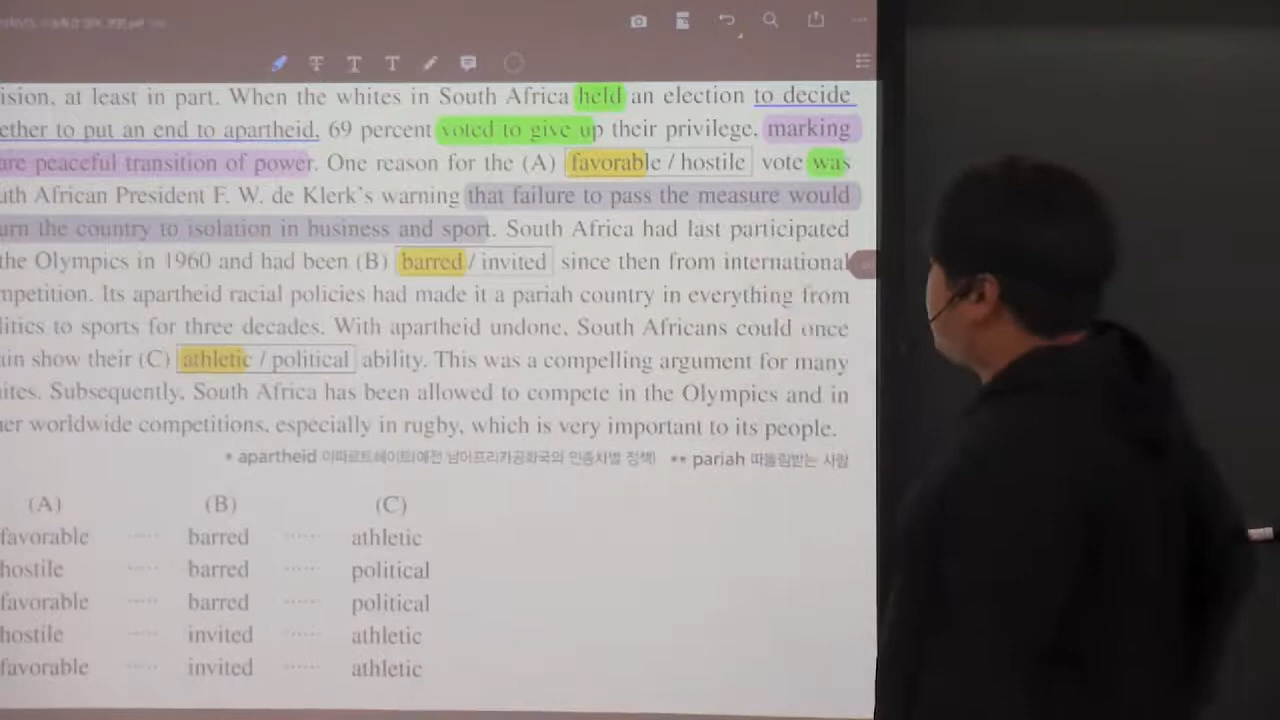 ision, at least in part. When the whites in South Africa held an election to decide
ether to put an end to apartheid, 69 percent voted to give up their privilege, marking
are peaceful transition of power. One reason for the (A) favorable / hostile vote was
uth African President F. W. de Klerk's warning that failure to pass the measure would
urn the country to isolation in business and sport. South Africa had last participated
the Olympics in 1960 and had been (B) barred / invited since then from international
mpetition. Its apartheid racial policies had made it a pariah country in everything from
litics to sports for three decades. With apartheid undone, South Africans could once
ain show their (C) athletic / political ability. This was a compelling argument for many
ites. Subsequently, South Africa has been allowed to compete in the Olympics and in
er worldwide competitions, especially in rugby, which is very important to its people.
* apartheid 아파르트헤이트(예전 남아프리카공화국의 인종차별 정책) ** pariah 따돌림받는 사람
(A) (B) (C)
favorable ····· barred ······ athletic
hostile ····· barred ······ political
favorable ····· barred ······ political
hostile ····· invited ······ athletic
favorable ····· invited ······ athletic